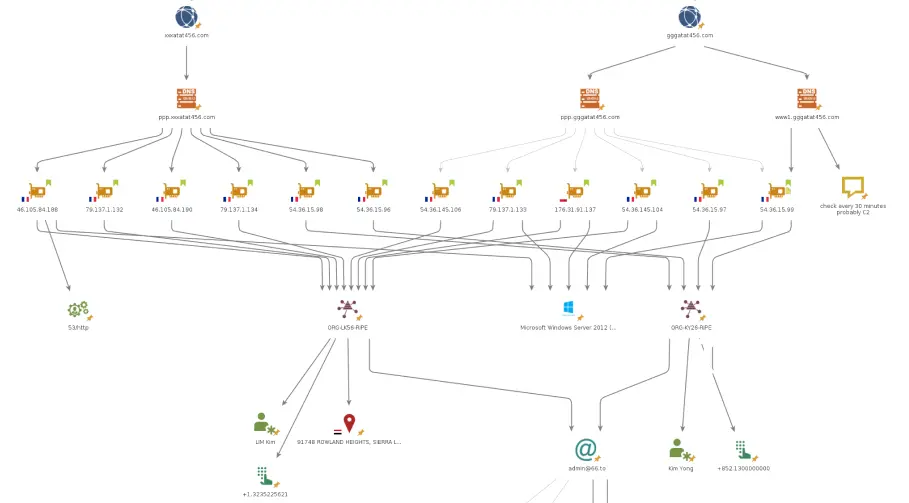 xxxatat456.com
gggatat456.com
ppp.xxxatat456.com
ppp.gggatat456.com
www1.gggatat456.com
46.105.84.188
79.137.1.132
46.105.84.190
79.137.1.134
54.36.15.98
54.36.15.96
54.36.145.106
79.137.1.133
176.31.91.137
54.36.145.104
54.36.15.97
54.36.15.99
check every 30 minutes
probably C2
53/http
ORG-LK56-RIPE
Microsoft Windows Server 2012 (...
ORG-KY26-RIPE
LIM Kim
91748 ROWLAND HEIGHTS, SIERRA L...
admin@66.to
Kim Yong
+852.1300000000
+1.3235225621